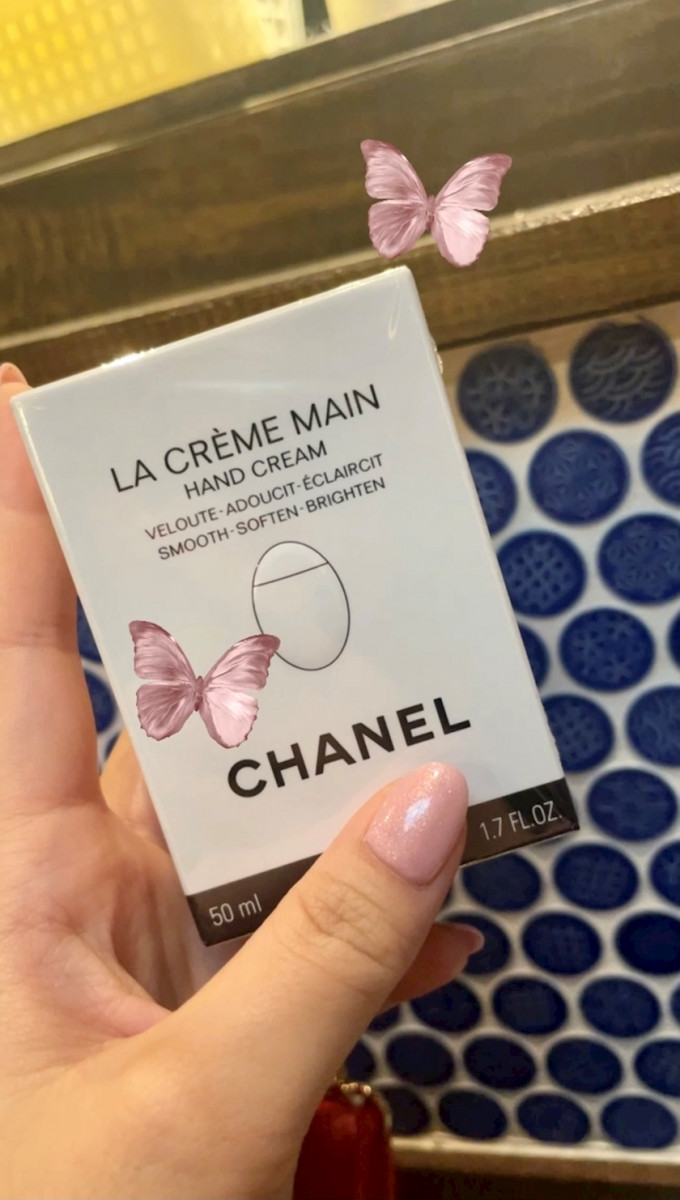 LA CRÈME MAIN
HAND CREAM
VELOUTE-ADOUCIT-ÉCLAIRCIT
SMOOTH-SOFTEN-BRIGHTEN
CHANEL
50 ml
1.7 FL.OZ.